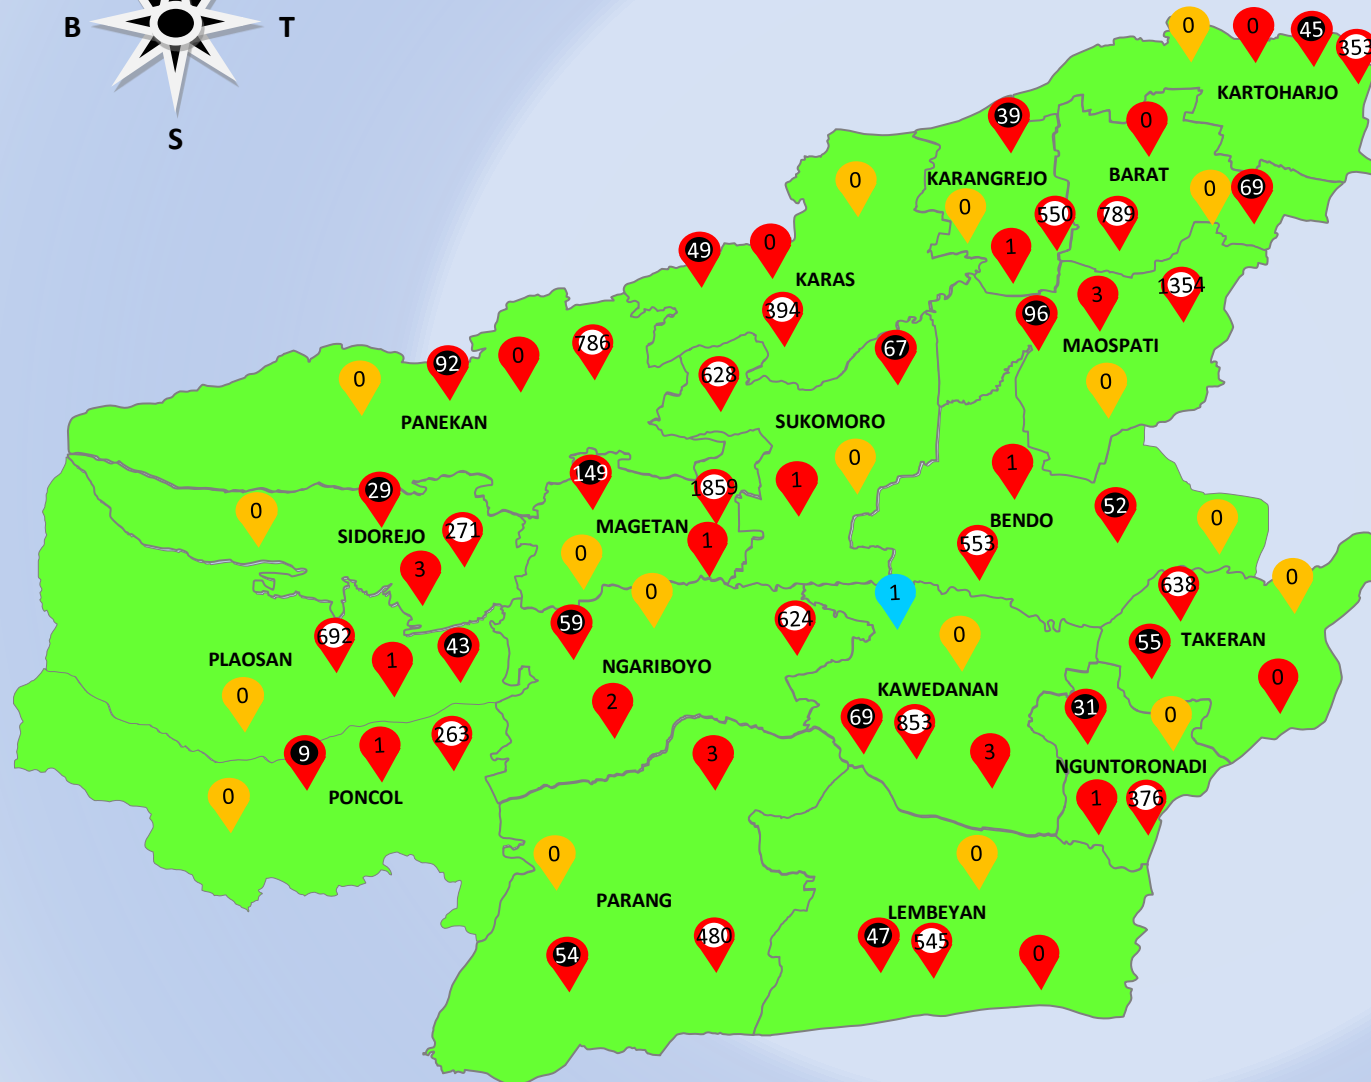 B T
S
0 0 45 353
KARTOHARJO
39 0
KARANGREJO BARAT
0 0 0 69
550 789
49 0 1
KARAS
394 96 3 1354
MAOSPATI
786 67
92 0 628 0
0
PANEKAN SUKOMORO
0
149 1
29 1859 1
0 SIDOREJO 271 MAGETAN BENDO 52 0
0 1 553
3
0 1 638 0
59 624 0 55 TAKERAN
692 1 43
PLAOSAN NGARIBOYO KAWEDANAN 0
0 2 69 853 31 0
9 1 263 3 3 NGUNTORONADI
0 PONCOL 1 376
0 0
PARANG LEMBEYAN
54 480 47 545 0